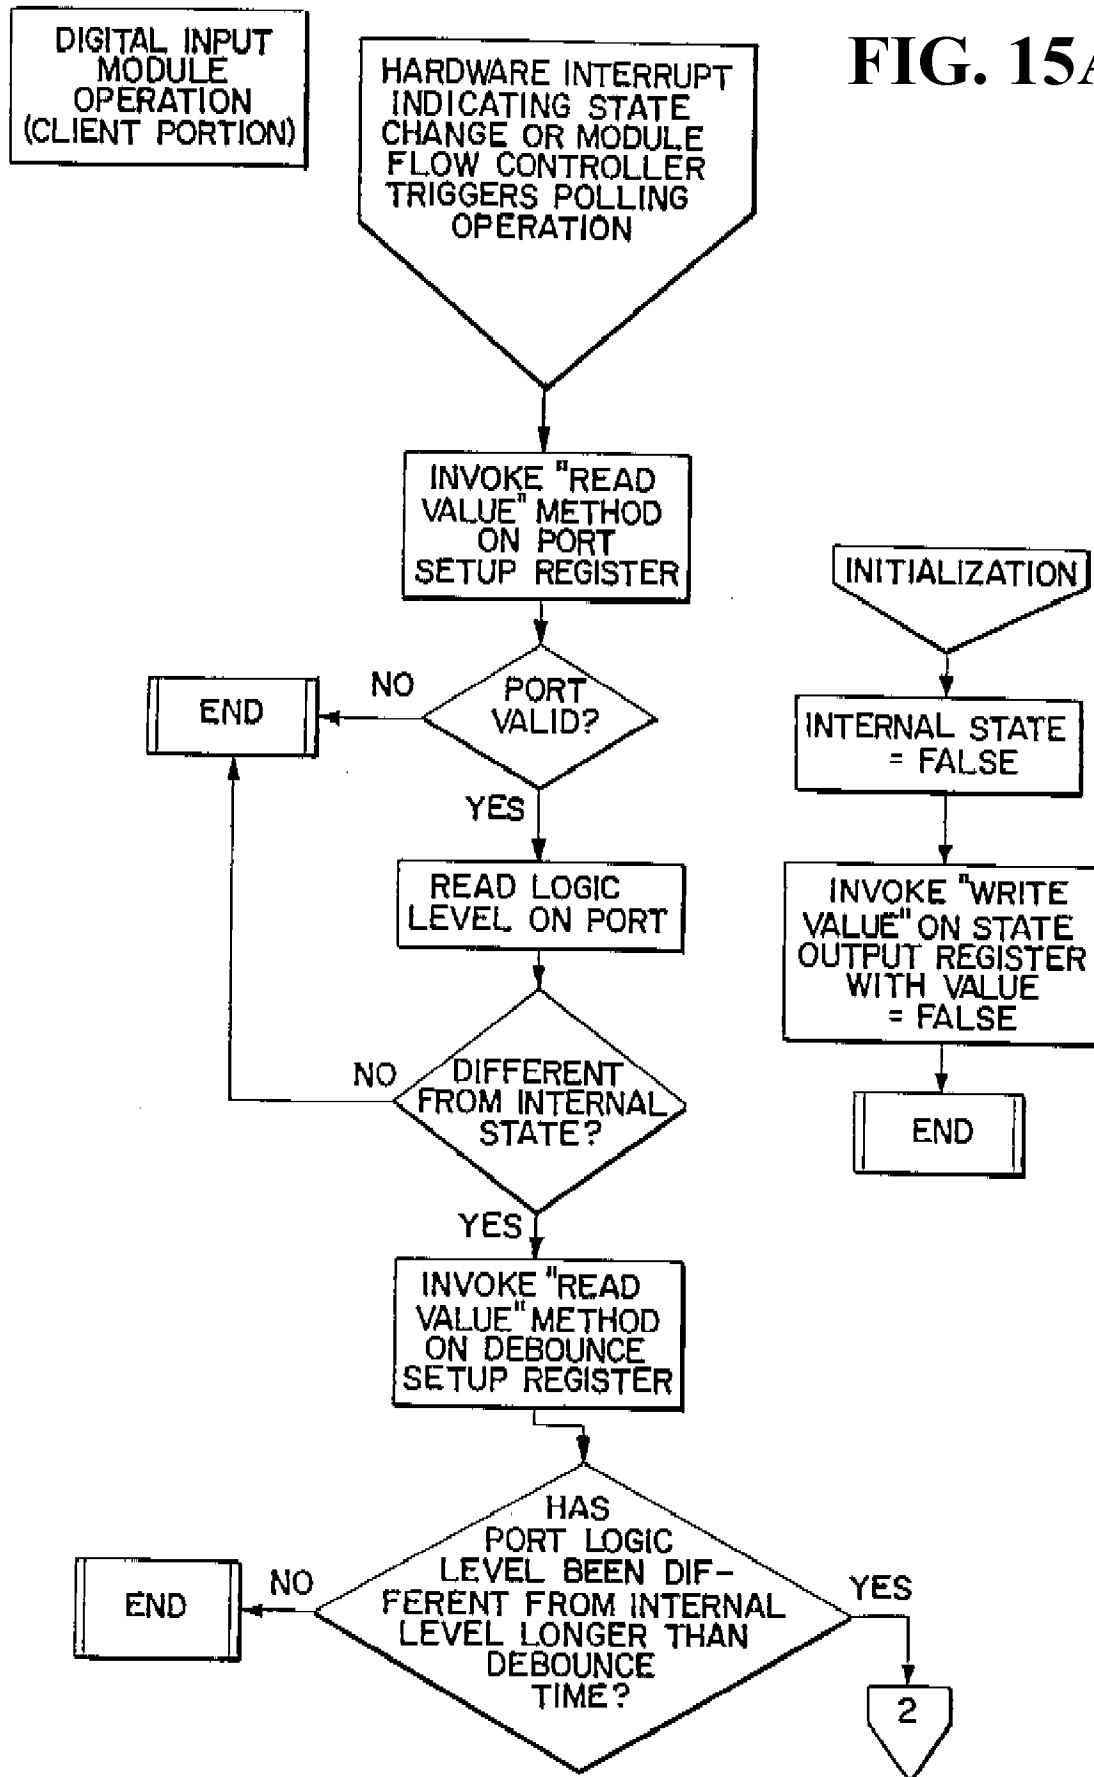 DIGITAL INPUT
MODULE
OPERATION
(CLIENT PORTION)
HARDWARE INTERRUPT
INDICATING STATE
CHANGE OR MODULE
FLOW CONTROLLER
TRIGGERS POLLING
OPERATION
FIG. 15A
INVOKE "READ
VALUE" METHOD
ON PORT
SETUP REGISTER
NO
PORT
VALID?
END
YES
READ LOGIC
LEVEL ON PORT
NO
DIFFERENT
FROM INTERNAL
STATE?
YES
INVOKE "READ
VALUE" METHOD
ON DEBOUNCE
SETUP REGISTER
HAS
PORT LOGIC
LEVEL BEEN DIF-
FERENT FROM INTERNAL
LEVEL LONGER THAN
DEBOUNCE
TIME?
NO
END
YES
2
INITIALIZATION
INTERNAL STATE
= FALSE
INVOKE "WRITE
VALUE" ON STATE
OUTPUT REGISTER
WITH VALUE
= FALSE
END